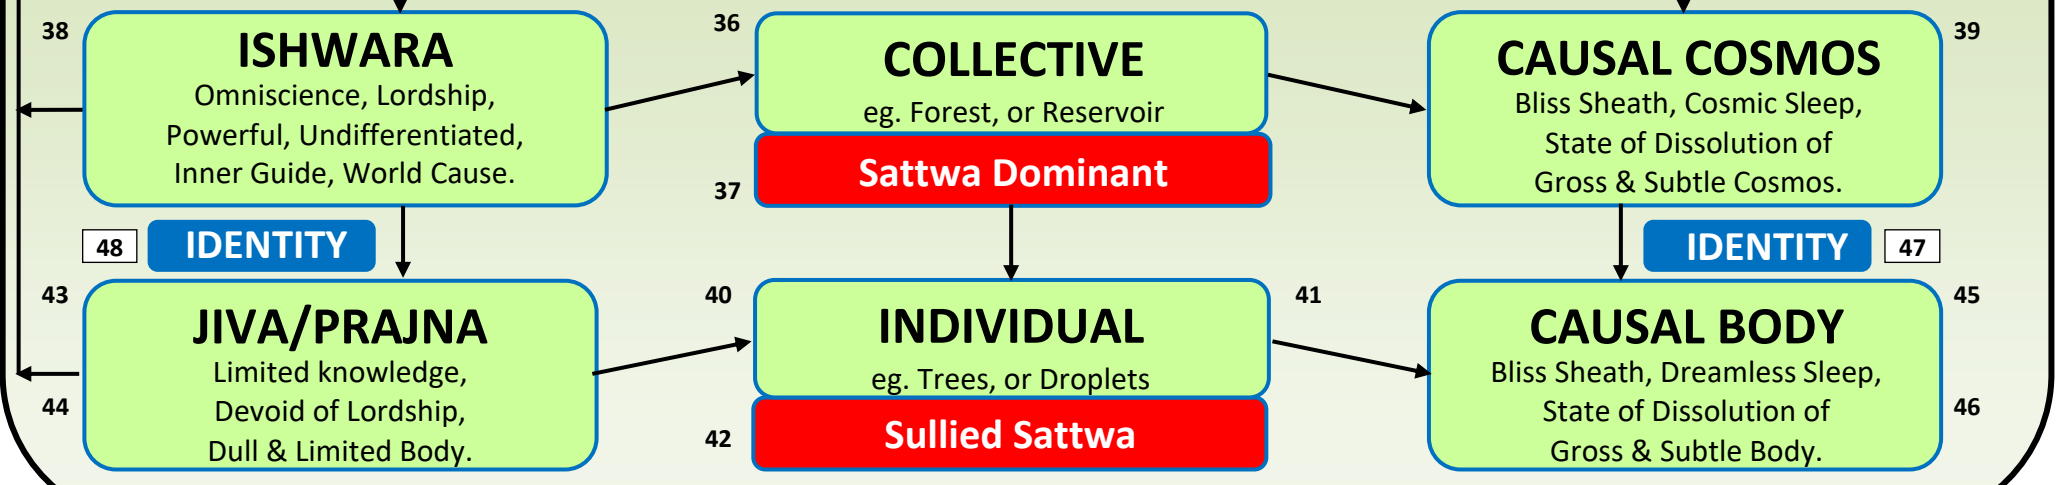 38
ISHWARA
Omniscience, Lordship,
Powerful, Undifferentiated,
Inner Guide, World Cause.
36
COLLECTIVE
eg. Forest, or Reservoir
37
Sattwa Dominant
CAUSAL COSMOS
39
Bliss Sheath, Cosmic Sleep,
State of Dissolution of
Gross & Subtle Cosmos.
48
IDENTITY
IDENTITY
47
43
JIVA/PRAJNA
Limited knowledge,
Devoid of Lordship,
44
Dull & Limited Body.
40
INDIVIDUAL
41
eg. Trees, or Droplets
42
Sullied Sattwa
CAUSAL BODY
45
Bliss Sheath, Dreamless Sleep,
State of Dissolution of
46
Gross & Subtle Body.